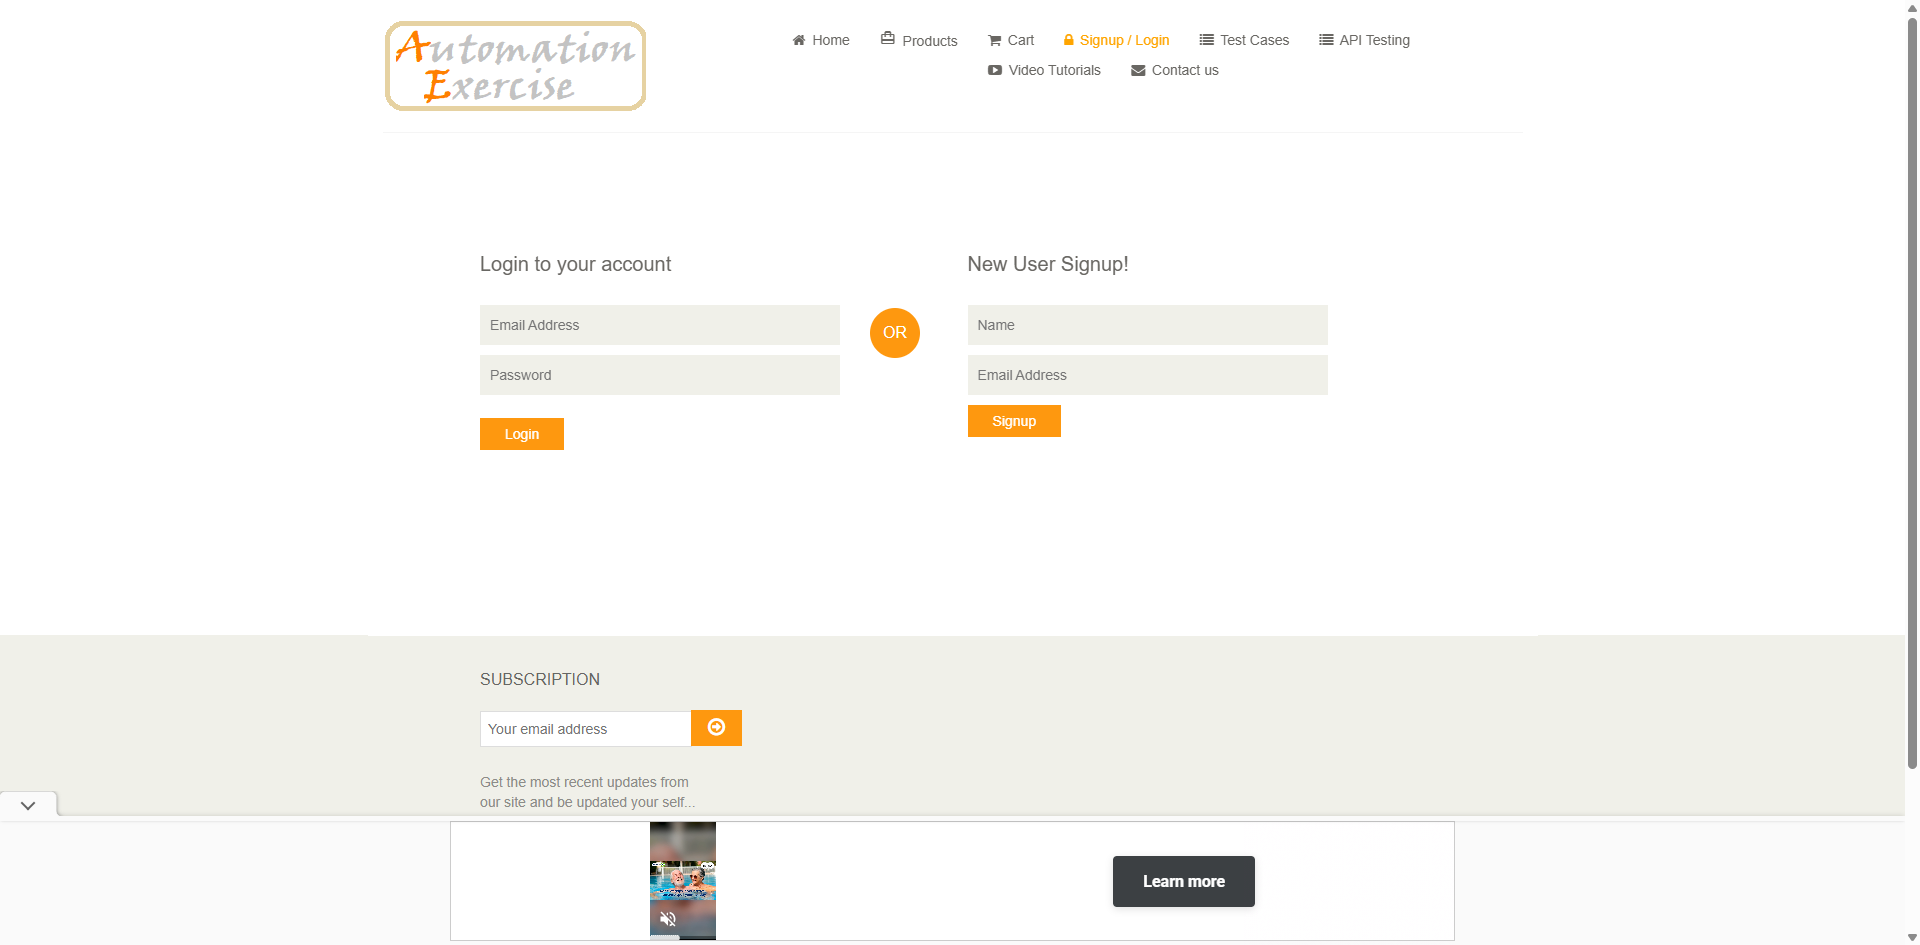 Automation
Exercise
Home
Products
Cart
Signup / Login
Test Cases
API Testing
Video Tutorials
Contact us
Login to your account
Email Address
Password
Login
OR
New User Signup!
Name
Email Address
Signup
SUBSCRIPTION
Your email address
Get the most recent updates from
our site and be updated your self...
Learn more